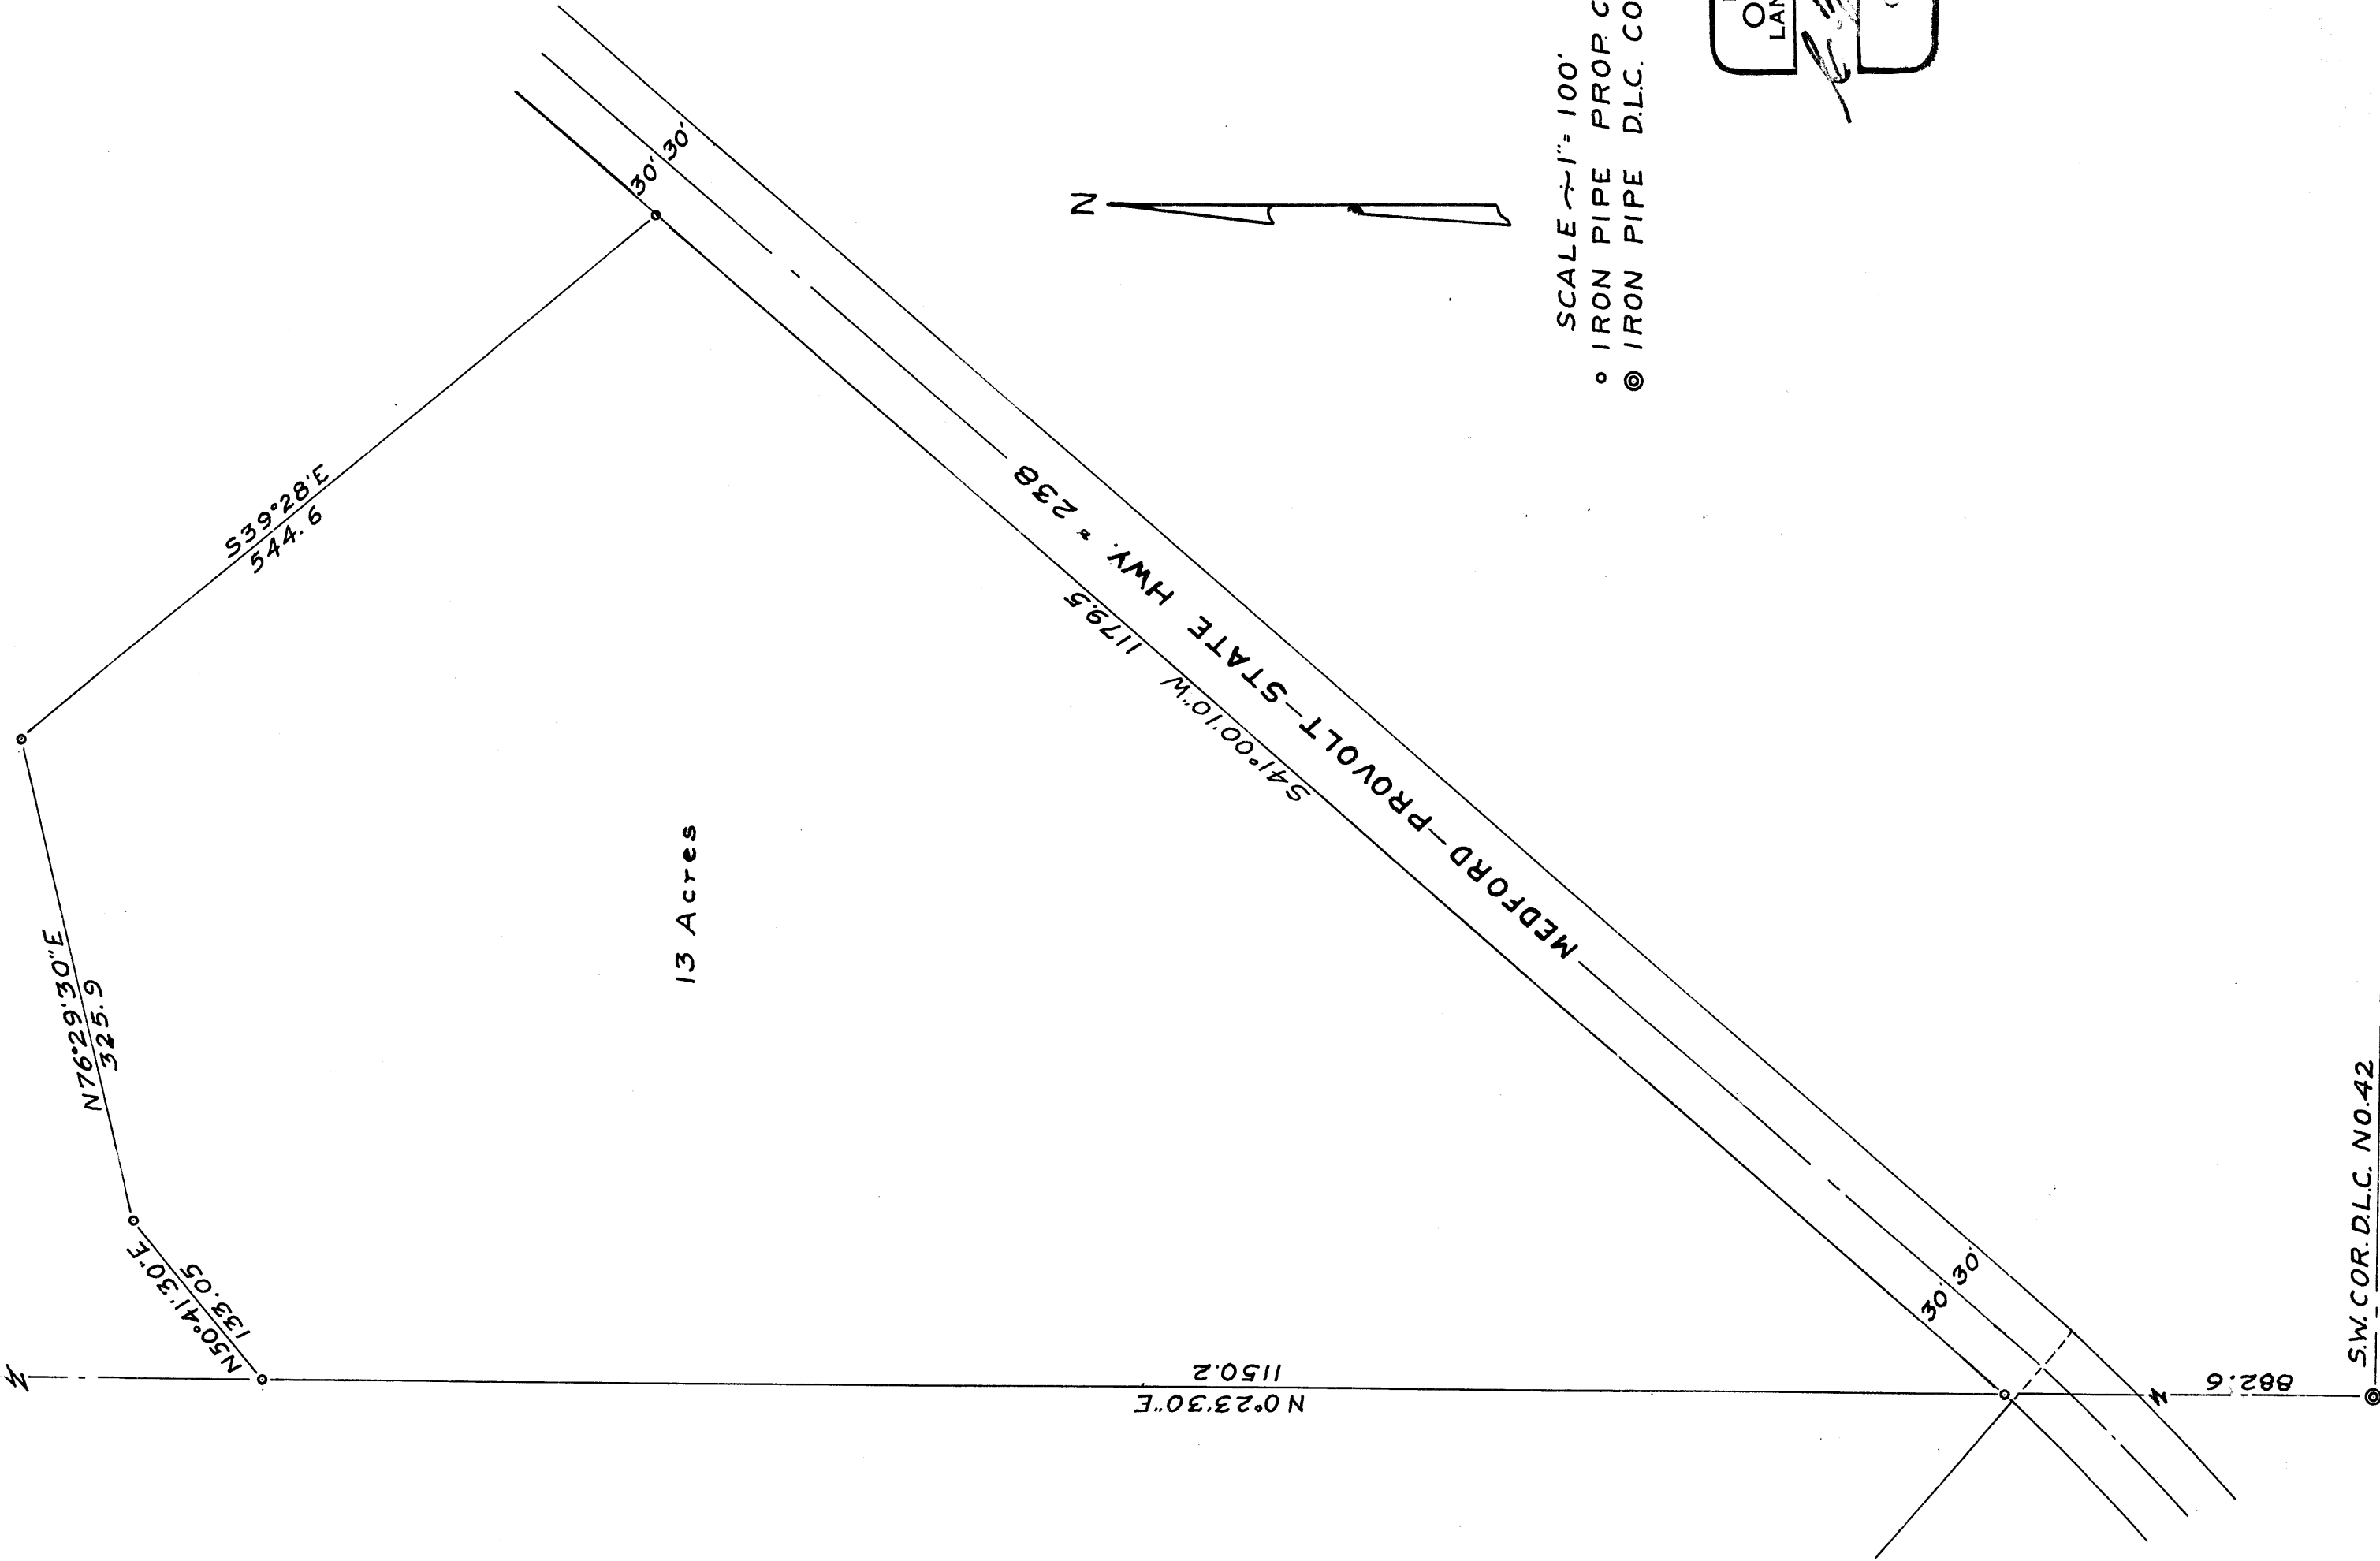 N
N50°41'30"E
133.05
N76°29'30"E
325.9
S39°28'E
544.6
30' 30'
13 Acres
N
S41°00'10"W
1179.5
MEDFORD-PROVOLT-STATE HWY. 238
N 0°23'30"E
1150.2
30' 30'
N
882.6
S.W. COR. D.L.C. NO. 42
SCALE 1"= 100'
IRON PIPE PROP. C
IRON PIPE D.L.C. CO
O
LAN